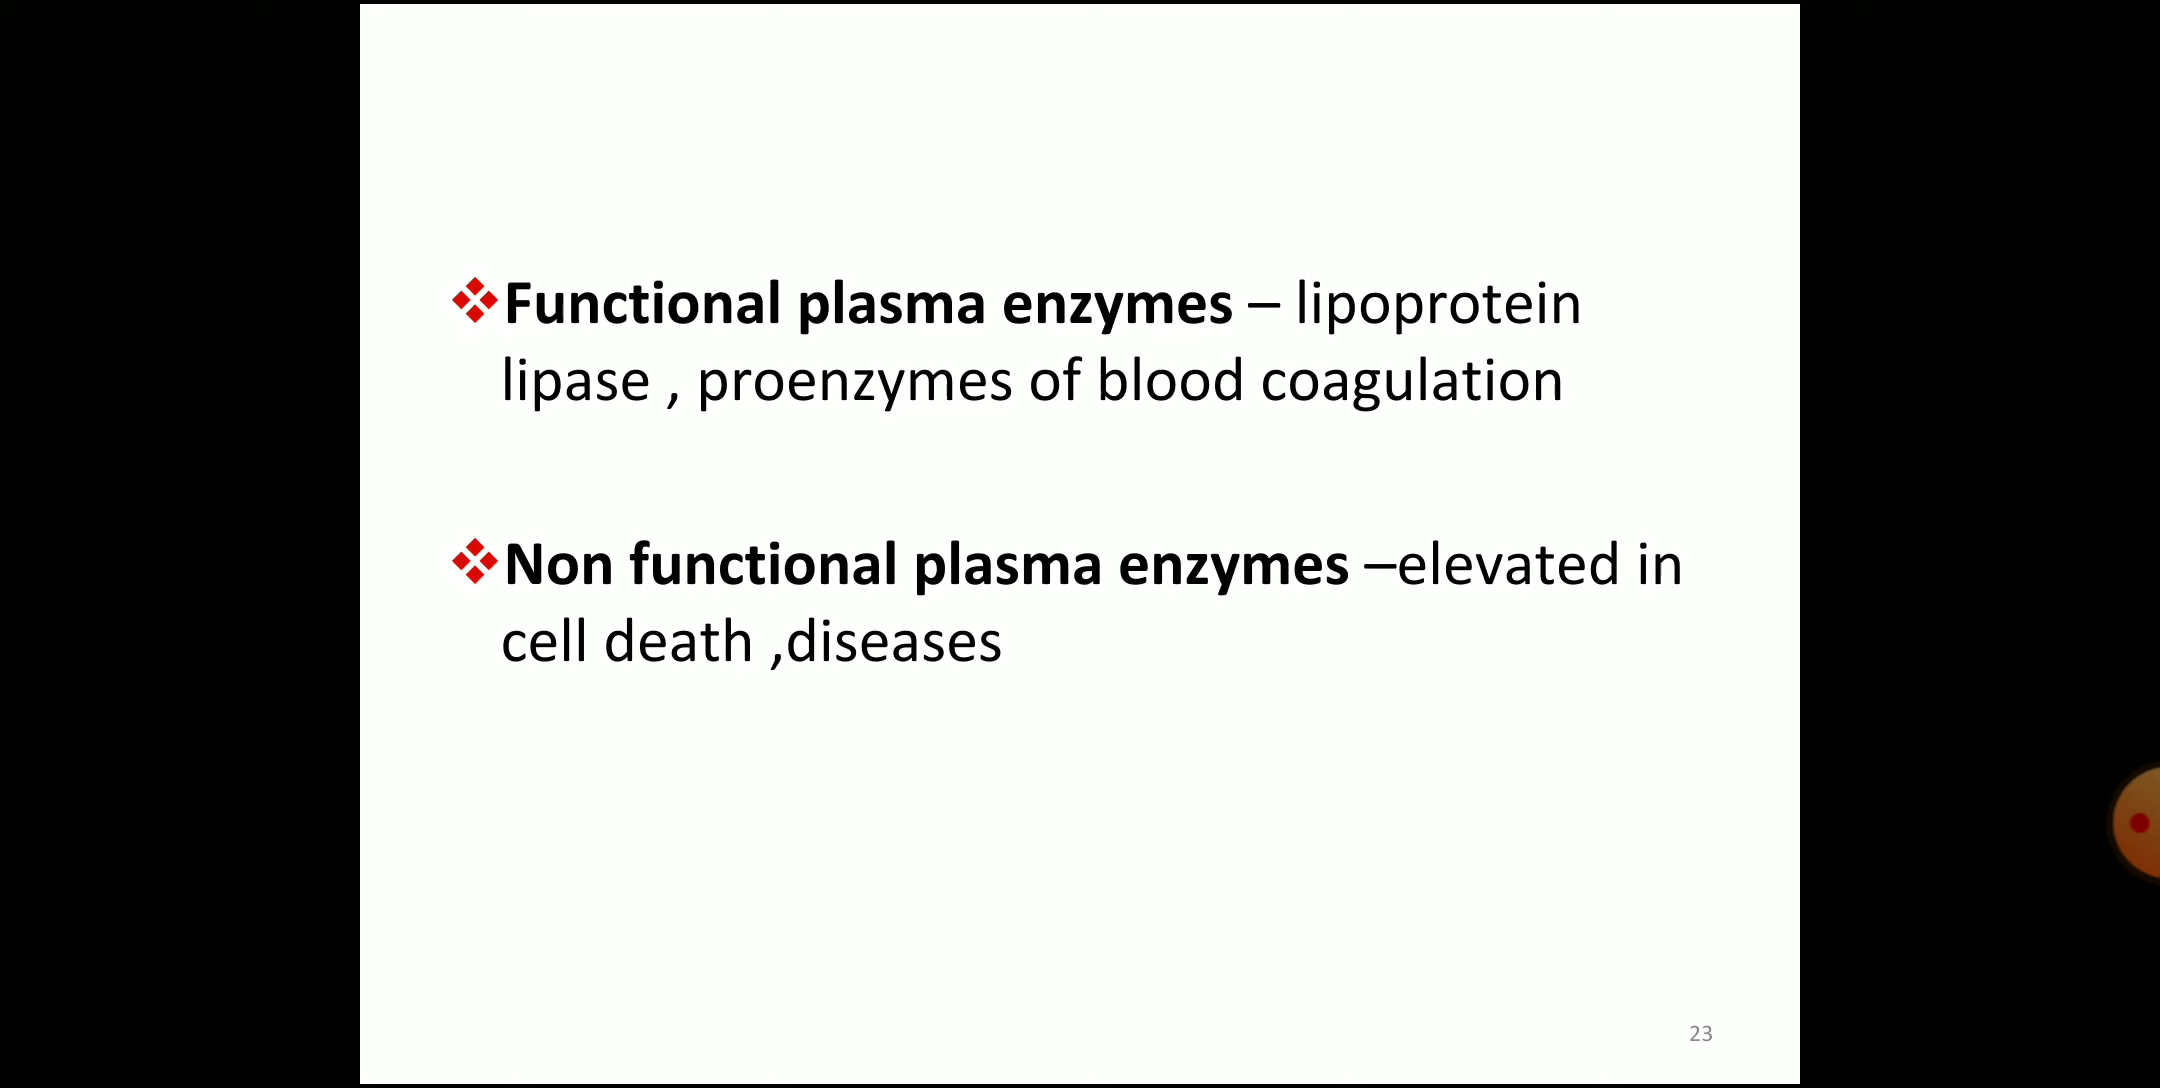 ❖Functional plasma enzymes – lipoprotein
lipase , proenzymes of blood coagulation
❖Non functional plasma enzymes –elevated in
cell death ,diseases
23